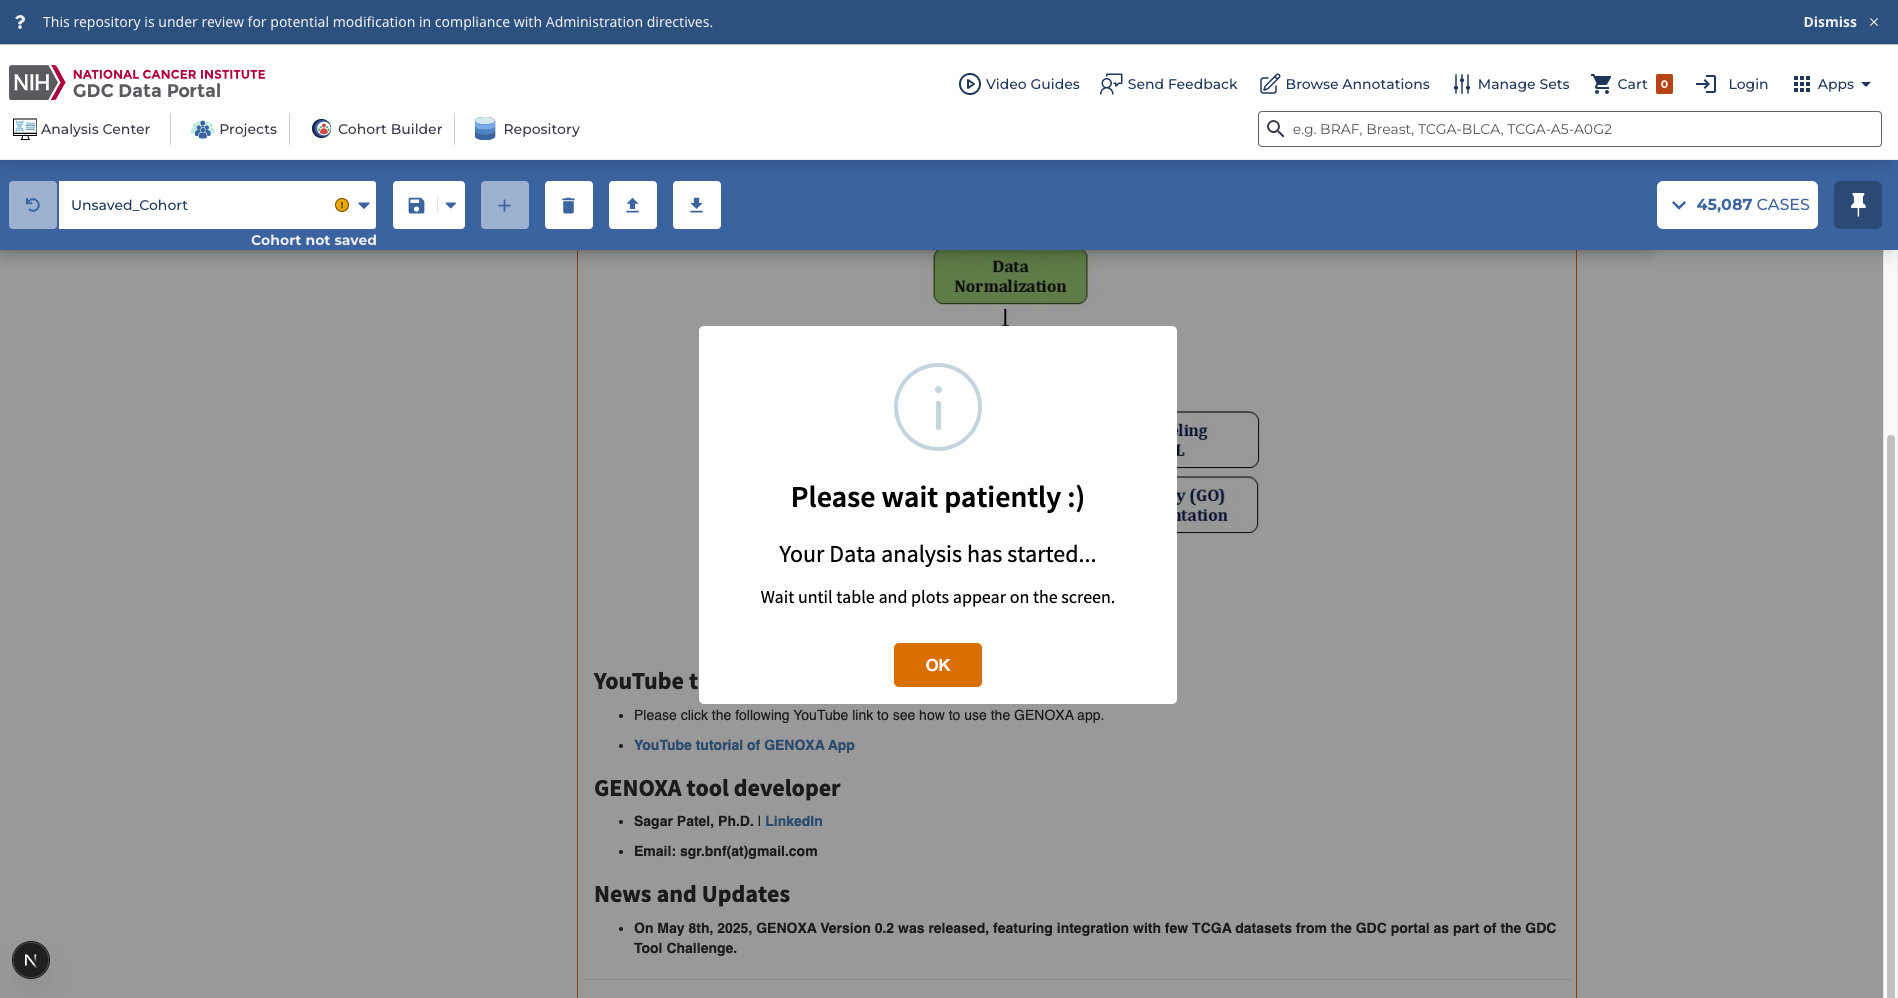 This repository is under review for potential modification in compliance with Administration directives.
Dismiss
NIH
NATIONAL CANCER INSTITUTE
GDC Data Portal
Video Guides
Send Feedback
Browse Annotations
Manage Sets
Cart 0
Login
Apps
Analysis Center
Projects
Cohort Builder
Repository
e.g. BRAF, Breast, TCGA-BLCA, TCGA-A5-A0G2
Unsaved_Cohort
Cohort not saved
45,087 CASES
Data
Normalization
Please wait patiently :)
Your Data analysis has started...
Wait until table and plots appear on the screen.
OK
(GO)
YouTube
Please click the following YouTube link to see how to use the GENOXA app.
YouTube tutorial of GENOXA App
GENOXA tool developer
Sagar Patel, Ph.D. | LinkedIn
Email: sgr.bnf(at)gmail.com
News and Updates
On May 8th, 2025, GENOXA Version 0.2 was released, featuring integration with few TCGA datasets from the GDC portal as part of the GDC
Tool Challenge.
N